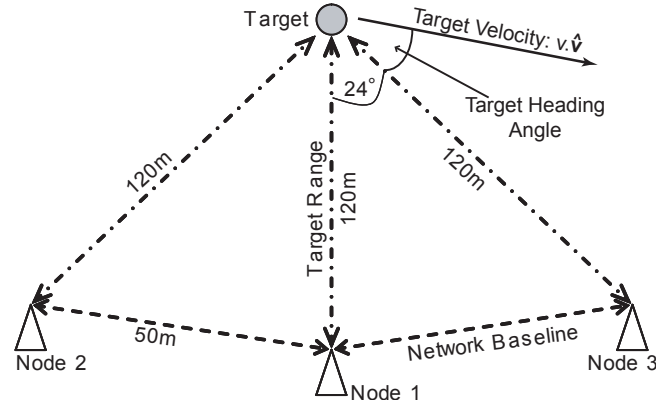 Target
Target Velocity: v.v̂
24°
Target Heading
Angle
120m
Target Range
120m
120m
50m
Network Baseline
Node 2
Node 1
Node 3